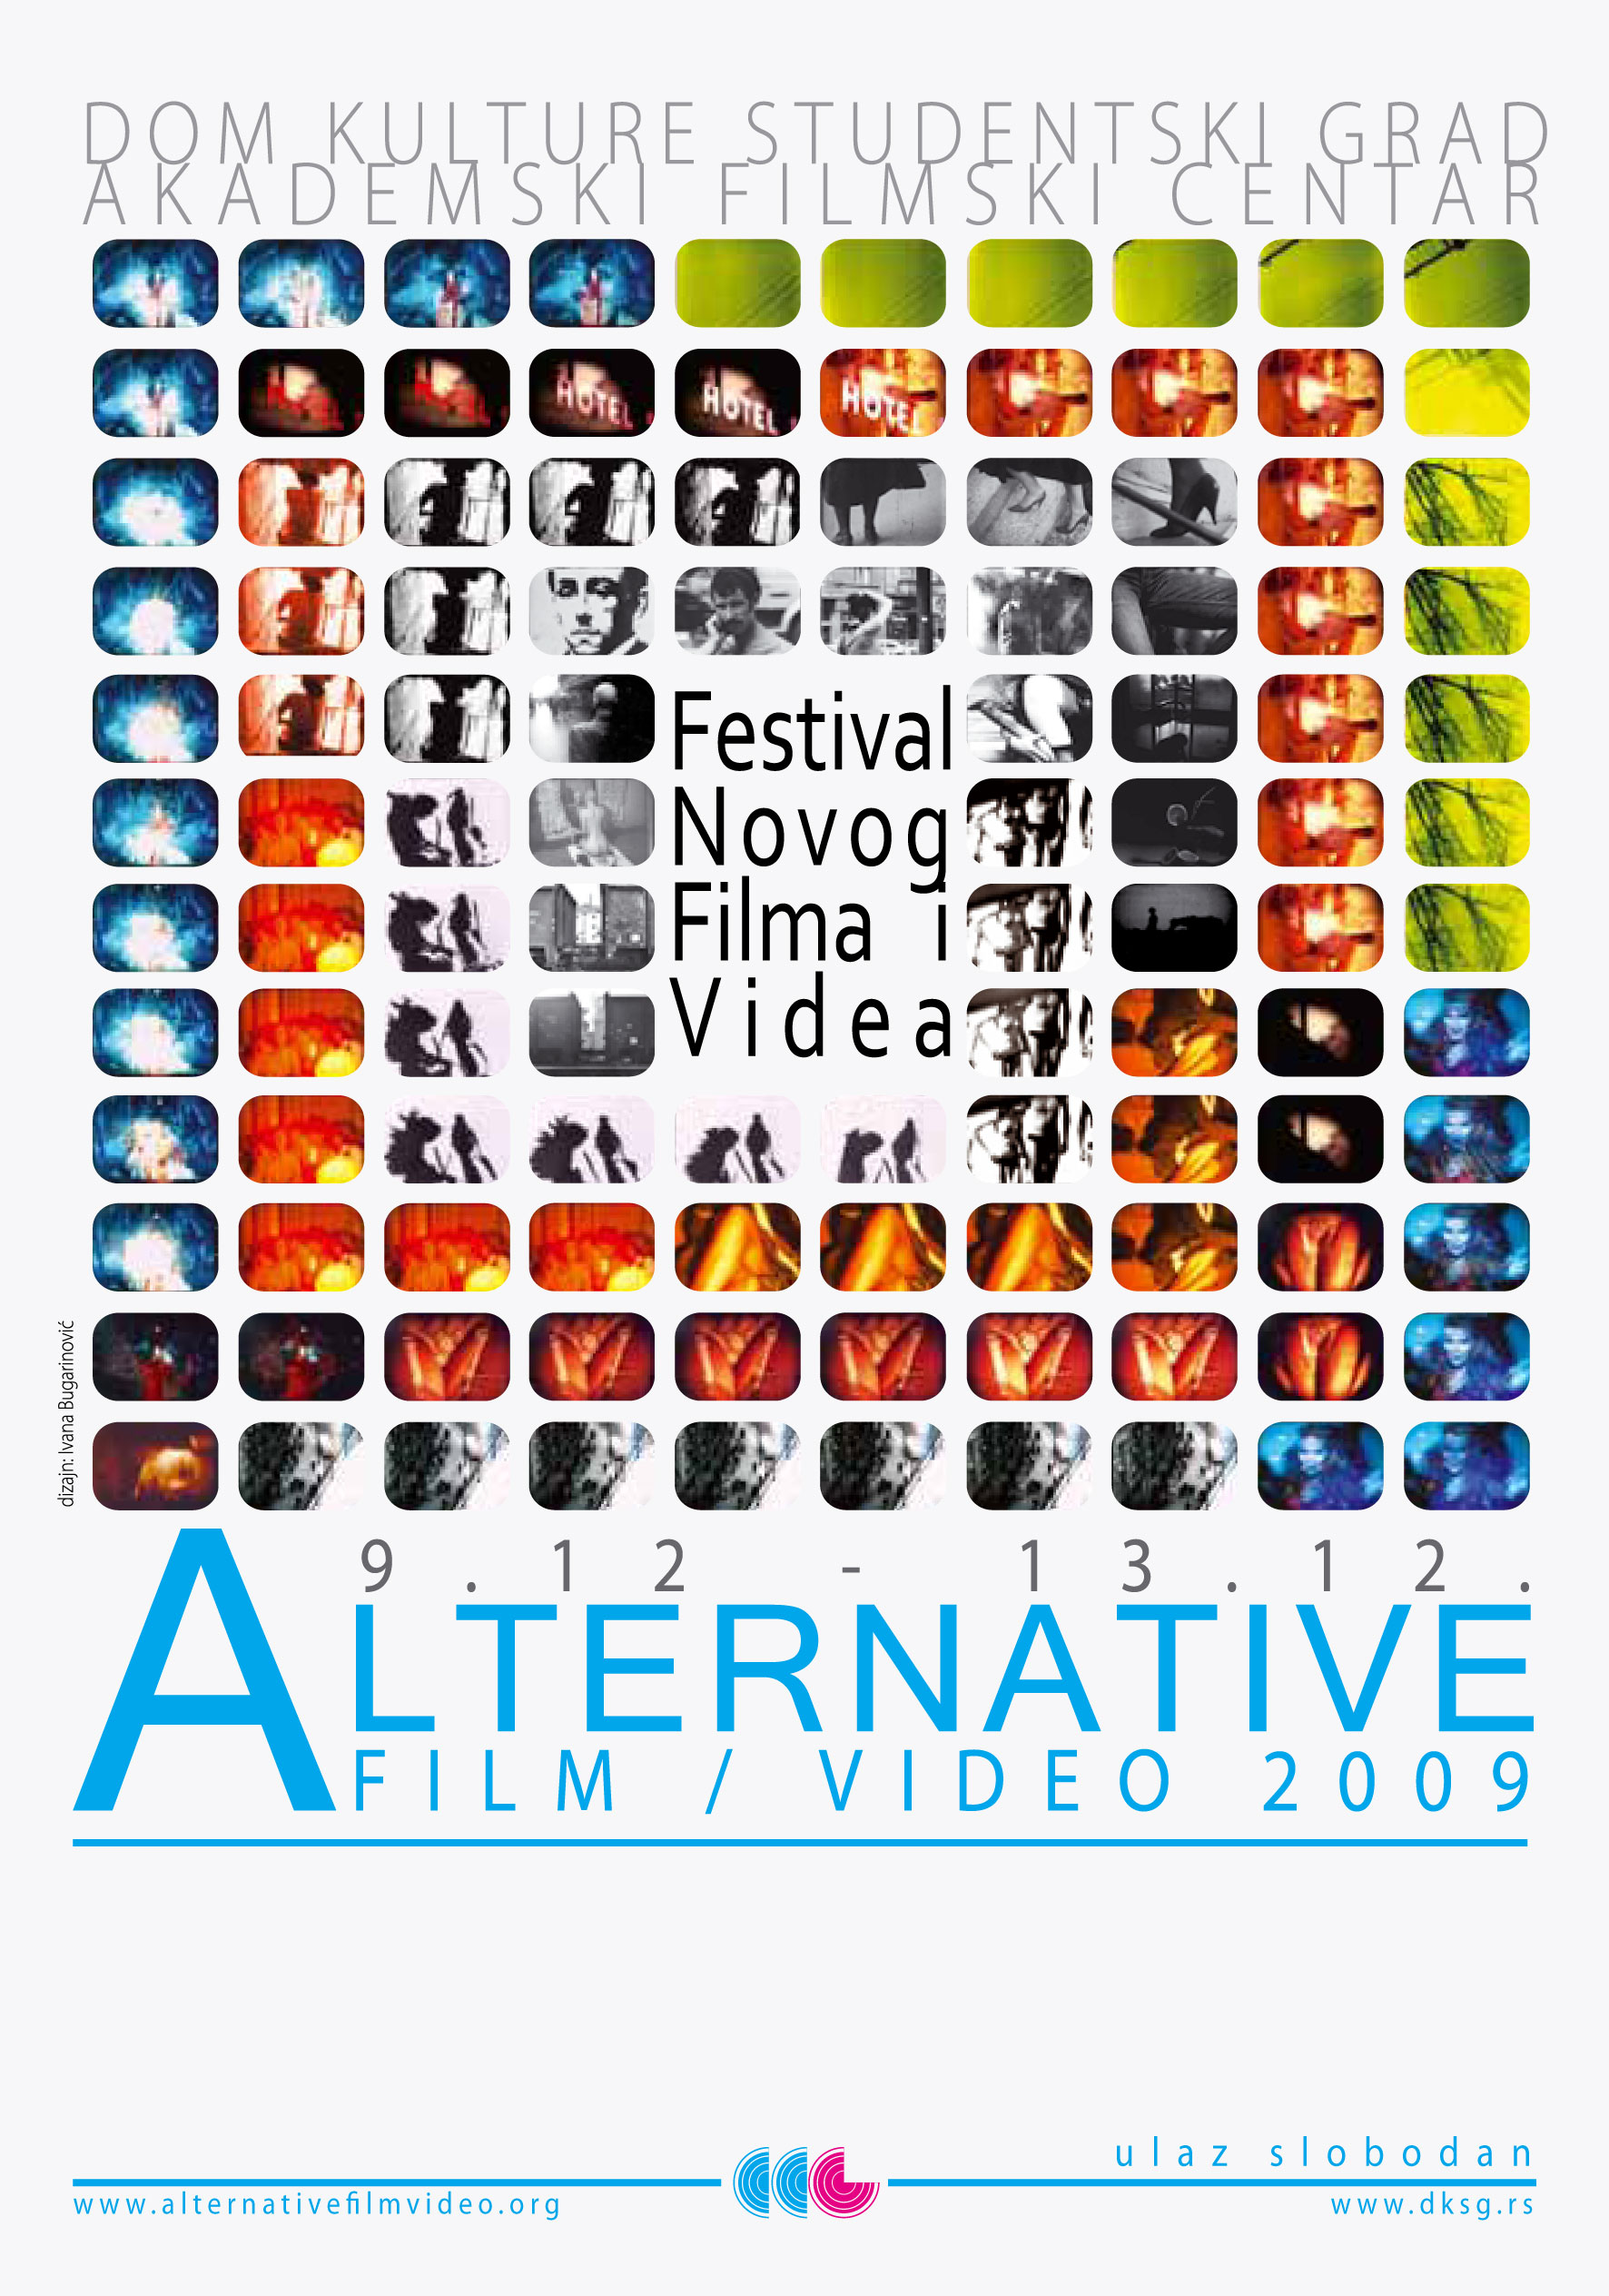 DOM KULTURE STUDENTSKI GRAD
AKADEMSKI FILMSKI CENTAR
HOTEL
HOTEL
HOTEL
Festival
Novog
Filma i
Videa
dizajn: Ivana Bugarinović
9.12 - 13.12.
ALTERNATIVE
FILM / VIDEO 2009
ulaz slobodan
www.alternativefilmvideo.org
www.dksg.rs